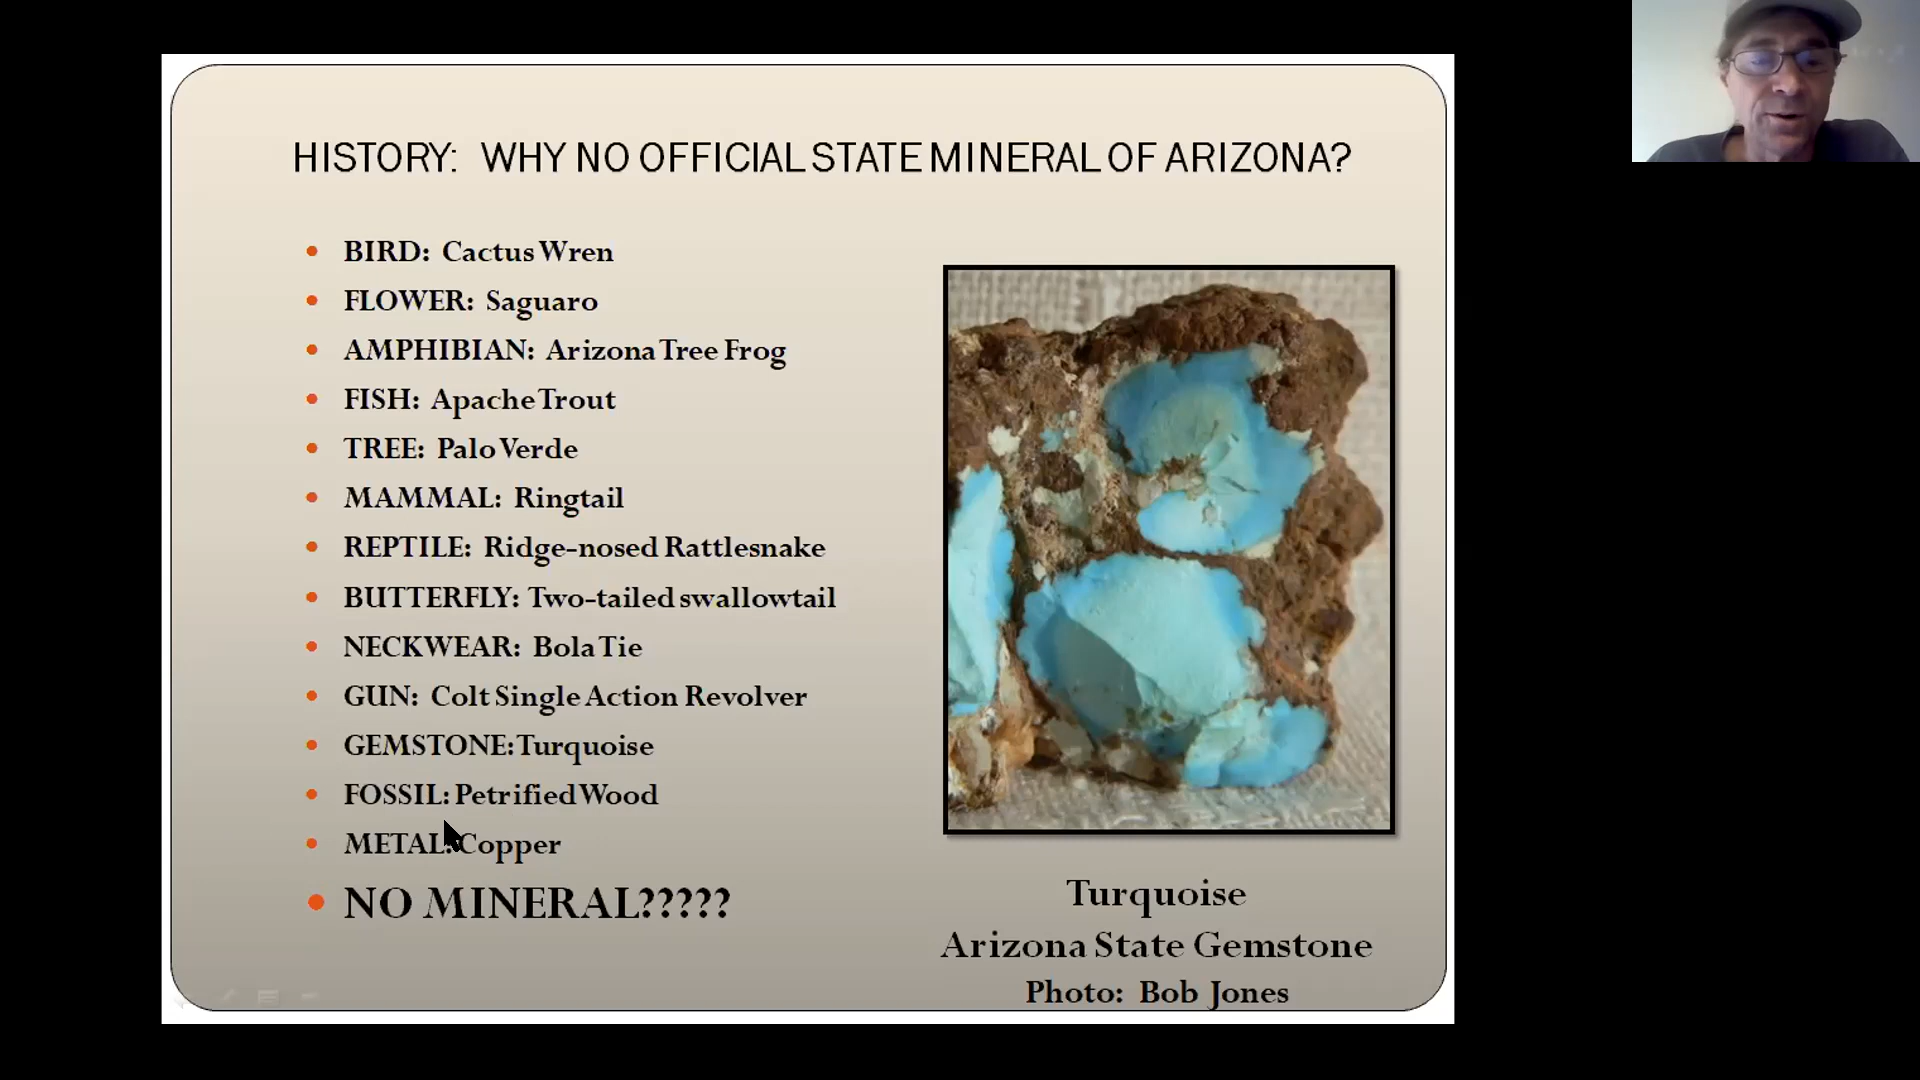 HISTORY: WHY NO OFFICIAL STATE MINERAL OF ARIZONA?
BIRD: Cactus Wren
FLOWER: Saguaro
AMPHIBIAN: Arizona Tree Frog
FISH: Apache Trout
TREE: Palo Verde
MAMMAL: Ringtail
REPTILE: Ridge-nosed Rattlesnake
BUTTERFLY: Two-tailed swallowtail
NECKWEAR: Bola Tie
GUN: Colt Single Action Revolver
GEMSTONE: Turquoise
FOSSIL: Petrified Wood
METAL: Copper
NO MINERAL?????
Turquoise
Arizona State Gemstone
Photo: Bob Jones